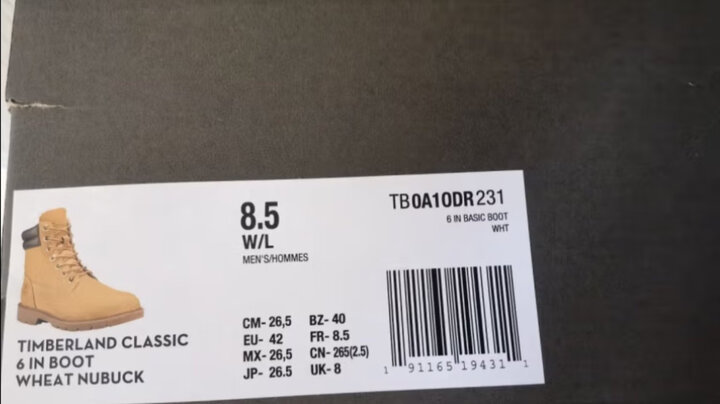 TIMBERLAND CLASSIC
6 IN BOOT
WHEAT NUBUCK
8.5
W/L
MEN'S/HOMMES
CM- 26,5 BZ- 40
EU- 42 FR- 8.5
MX- 26,5 CN- 265(2.5)
JP- 26.5 UK- 8
TB0A10DR231
6 IN BASIC BOOT
WHT
1 91165 19431 1